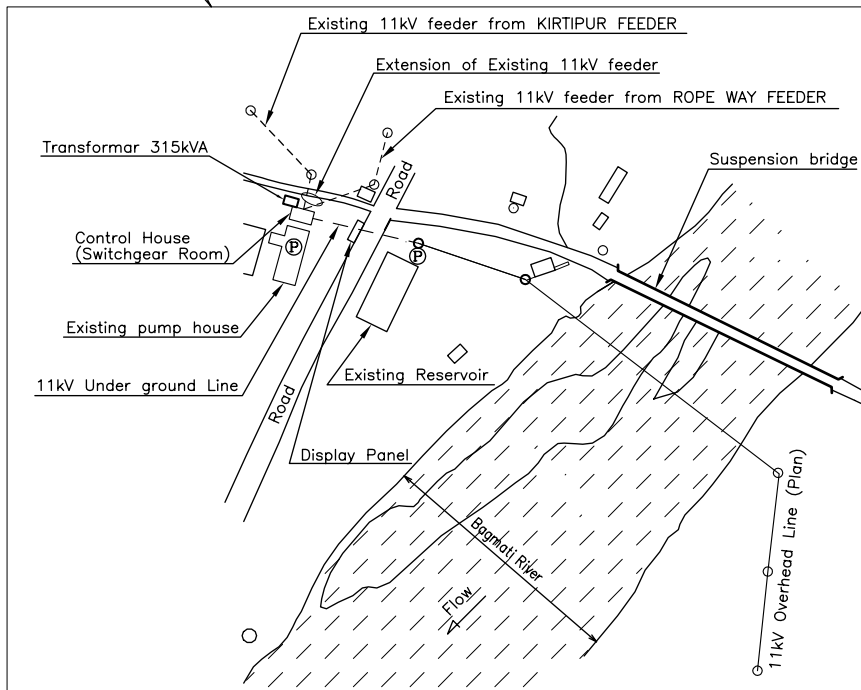 Existing 11kV feeder from KIRTIPUR FEEDER
Extension of Existing 11kV feeder
Existing 11kV feeder from ROPE WAY FEEDER
Transformar 315kVA
Road
Suspension bridge
Control House
(Switchgear Room)
P
P
Existing pump house
11kV Under ground Line
Existing Reservoir
Road
Display Panel
Bagmati River
Flow
11kV Overhead Line (Plan)